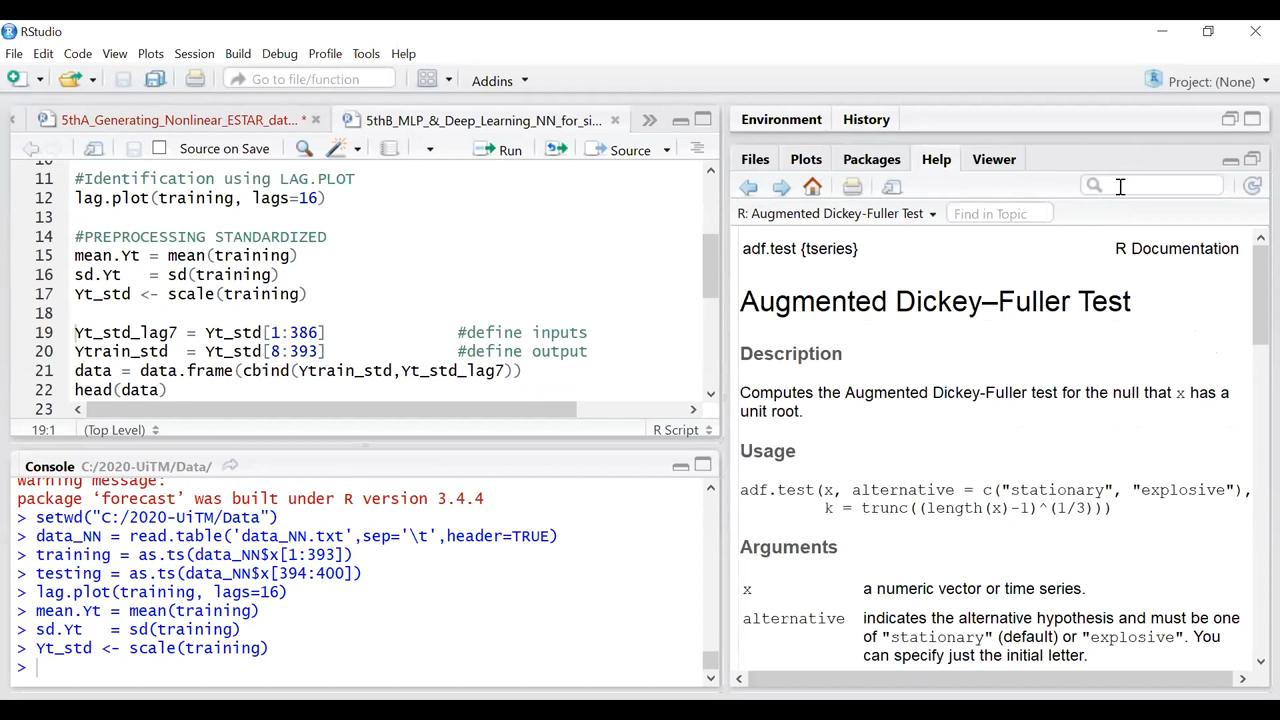 RStudio
File Edit Code View Plots Session Build Debug Profile Tools Help
Go to file/function
Addins
Project: (None)
5thA_Generating_Nonlinear_ESTAR_dat... *
5thB_MLP_&_Deep_Learning_NN_for_si...
Source on Save
Run
Source
11 #Identification using LAG.PLOT
12 lag.plot(training, lags=16)
13
14 #PREPROCESSING STANDARDIZED
15 mean.Yt = mean(training)
16 sd.Yt   = sd(training)
17 Yt_std <- scale(training)
18
19 Yt_std_lag7 = Yt_std[1:386] #define inputs
20 Ytrain_std  = Yt_std[8:393] #define output
21 data = data.frame(cbind(Ytrain_std,Yt_std_lag7))
22 head(data)
23
19:1 (Top Level) R Script
Console C:/2020-UiTM/Data/
Warning message:
package ‘forecast’ was built under R version 3.4.4
> setwd("C:/2020-UiTM/Data")
> data_NN = read.table('data_NN.txt',sep='\t',header=TRUE)
> training = as.ts(data_NN$x[1:393])
> testing = as.ts(data_NN$x[394:400])
> lag.plot(training, lags=16)
> mean.Yt = mean(training)
> sd.Yt   = sd(training)
> Yt_std <- scale(training)
>
Environment History
Files Plots Packages Help Viewer
R: Augmented Dickey-Fuller Test
Find in Topic
adf.test {tseries} R Documentation
Augmented Dickey–Fuller Test
Description
Computes the Augmented Dickey-Fuller test for the null that x has a
unit root.
Usage
adf.test(x, alternative = c("stationary", "explosive"),
k = trunc((length(x)-1)^(1/3)))
Arguments
x a numeric vector or time series.
alternative indicates the alternative hypothesis and must be one
of "stationary" (default) or "explosive". You
can specify just the initial letter.